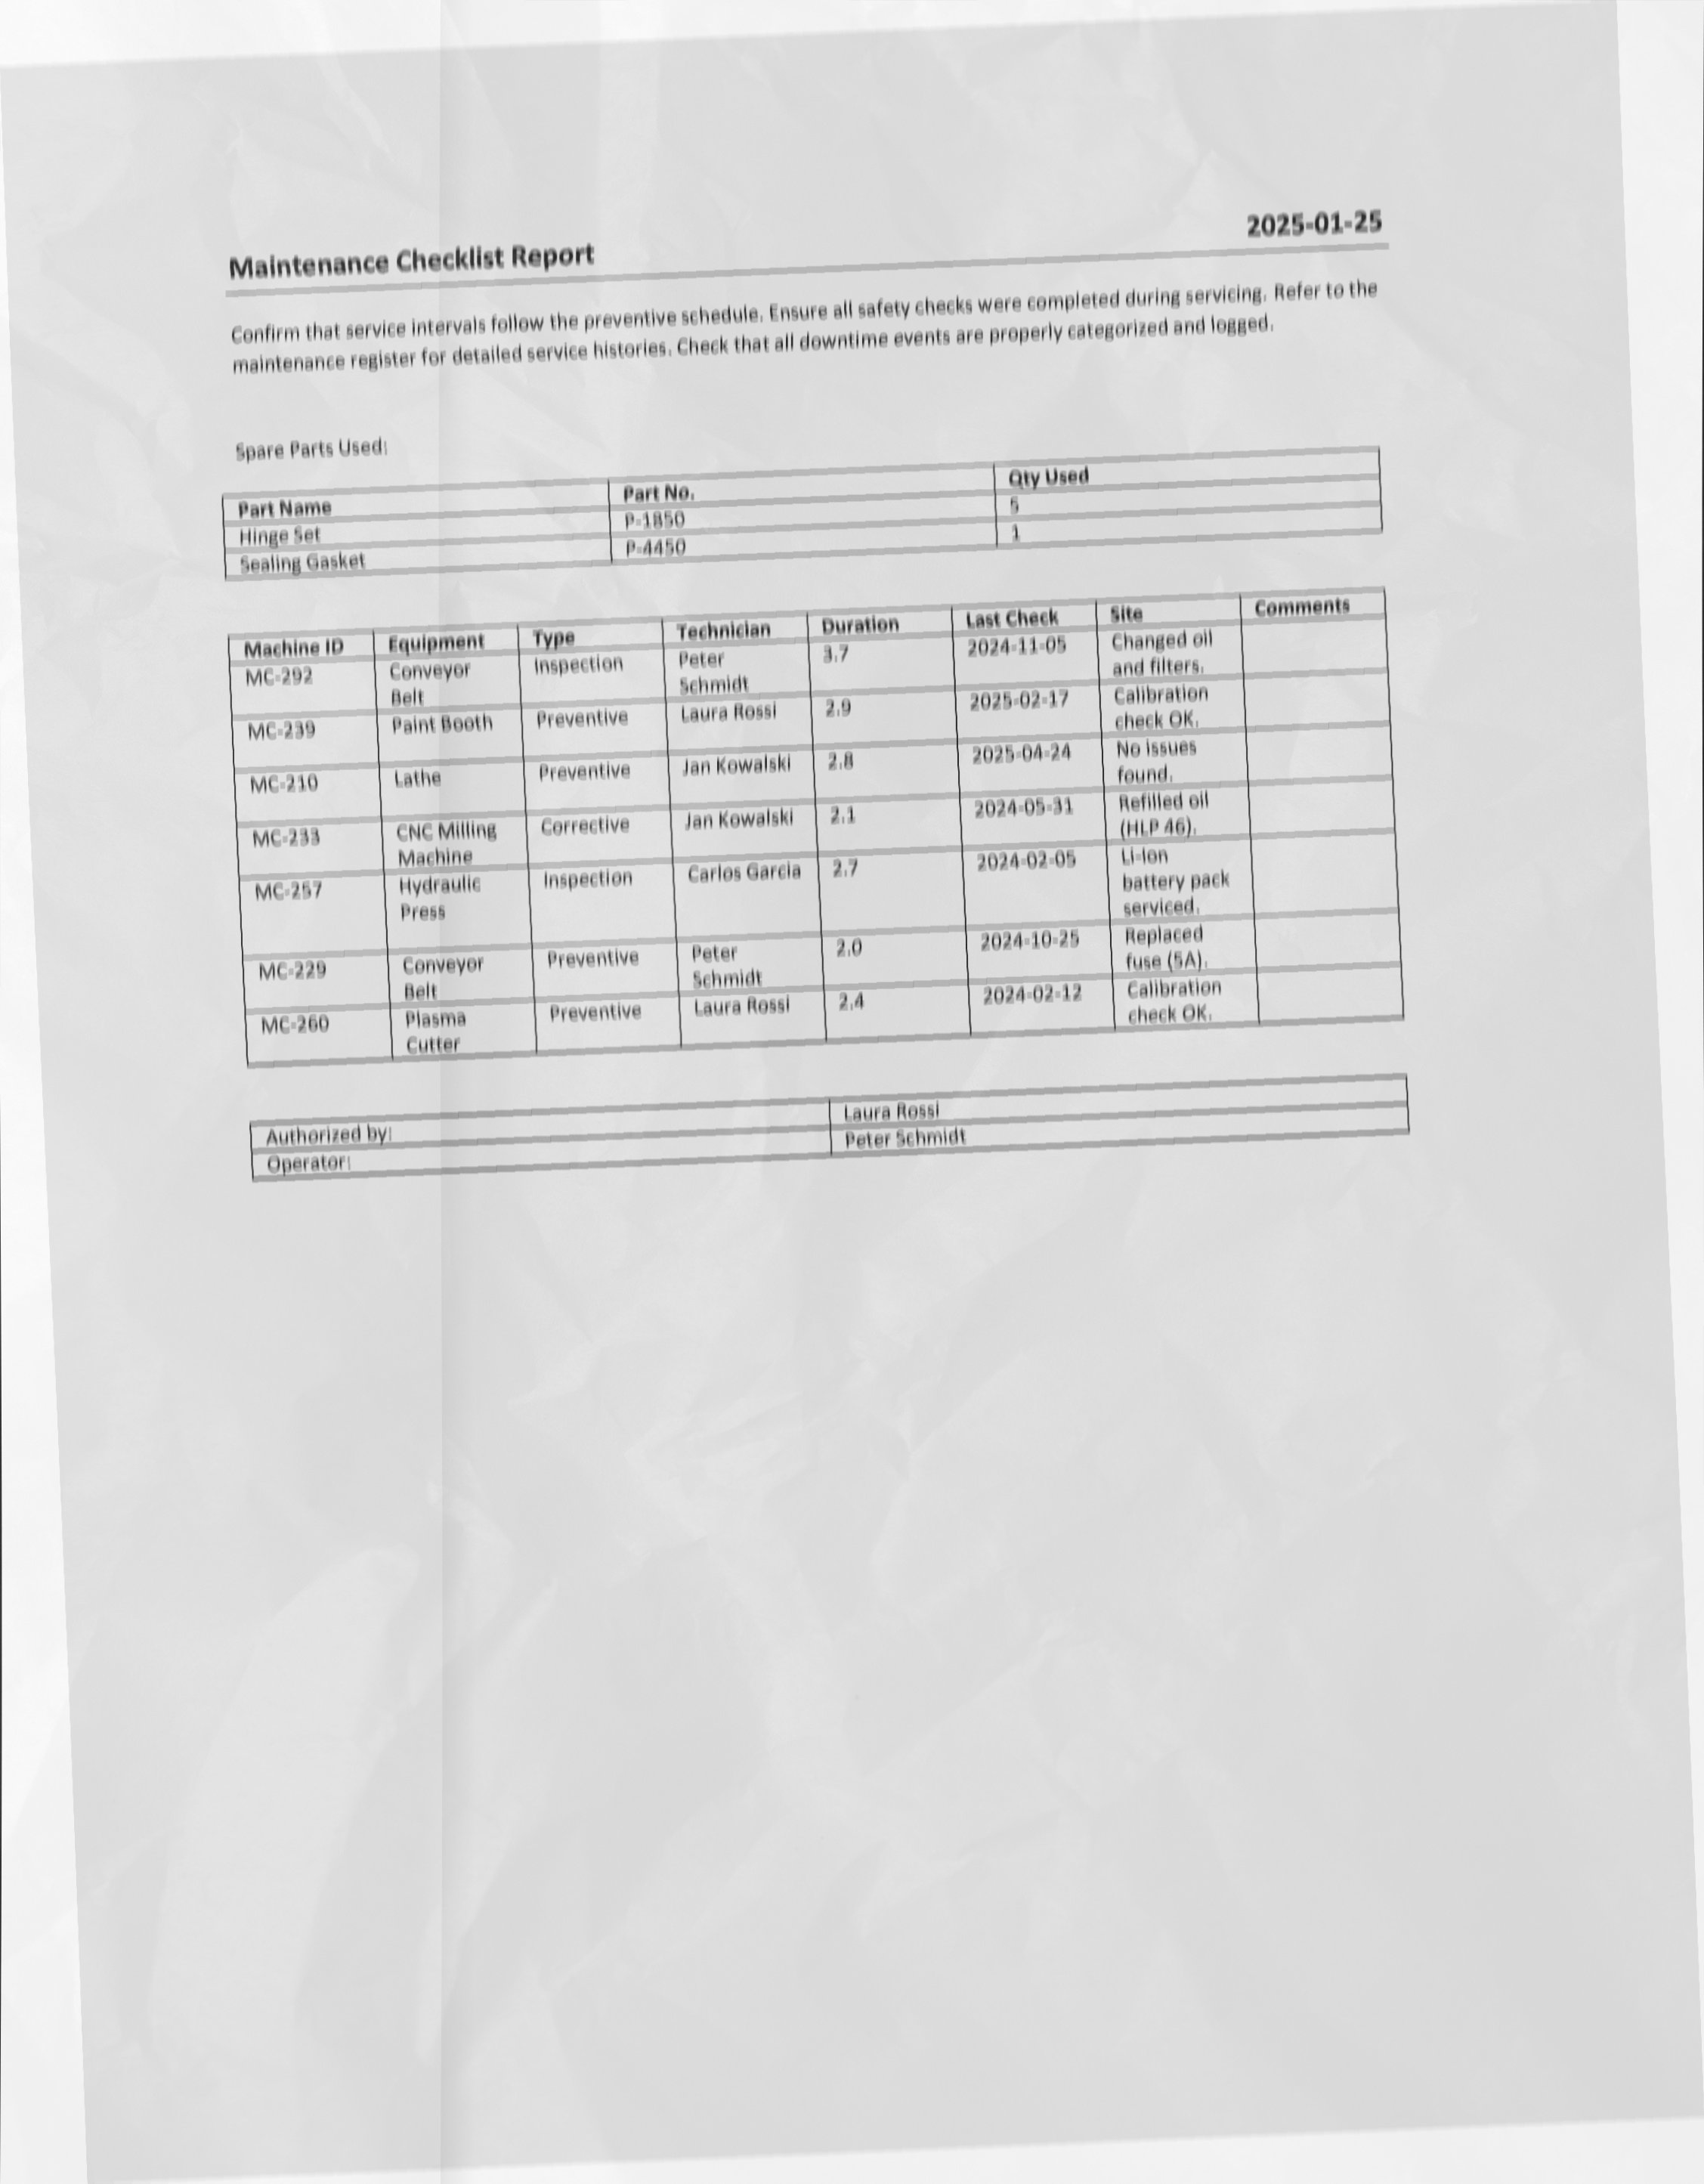 2025-01-25
Maintenance Checklist Report
Confirm that service intervals follow the preventive schedule. Ensure all safety checks were completed during servicing. Refer to the
maintenance register for detailed service histories. Check that all downtime events are properly categorized and logged.
Spare Parts Used:
Part Name Part No. Qty Used
Hinge Set P-1850 5
Sealing Gasket P-4450 1
Machine ID Equipment Type Technician Duration Last Check Site Comments
MC-292 Conveyor Inspection Peter 3.7 2024-11-05 Changed oil
Belt Schmidt and filters.
MC-239 Paint Booth Preventive Laura Rossi 2.9 2025-02-17 Calibration
check OK.
MC-210 Lathe Preventive Jan Kowalski 2.8 2025-04-24 No issues
found.
MC-233 CNC Milling Corrective Jan Kowalski 2.1 2024-05-31 Refilled oil
Machine (HLP 46).
MC-257 Hydraulic Inspection Carlos Garcia 2.7 2024-02-05 Li-Ion
Press battery pack
serviced.
MC-229 Conveyor Preventive Peter 2.0 2024-10-25 Replaced
Belt Schmidt fuse (5A).
MC-260 Plasma Preventive Laura Rossi 2.4 2024-02-12 Calibration
Cutter check OK.
Authorized by: Laura Rossi
Operator: Peter Schmidt